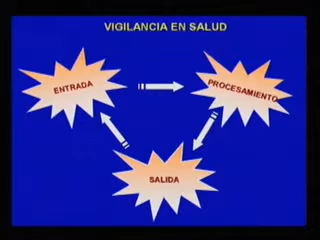 VIGILANCIA EN SALUD
ENTRADA
PROCESAMIENTO
SALIDA